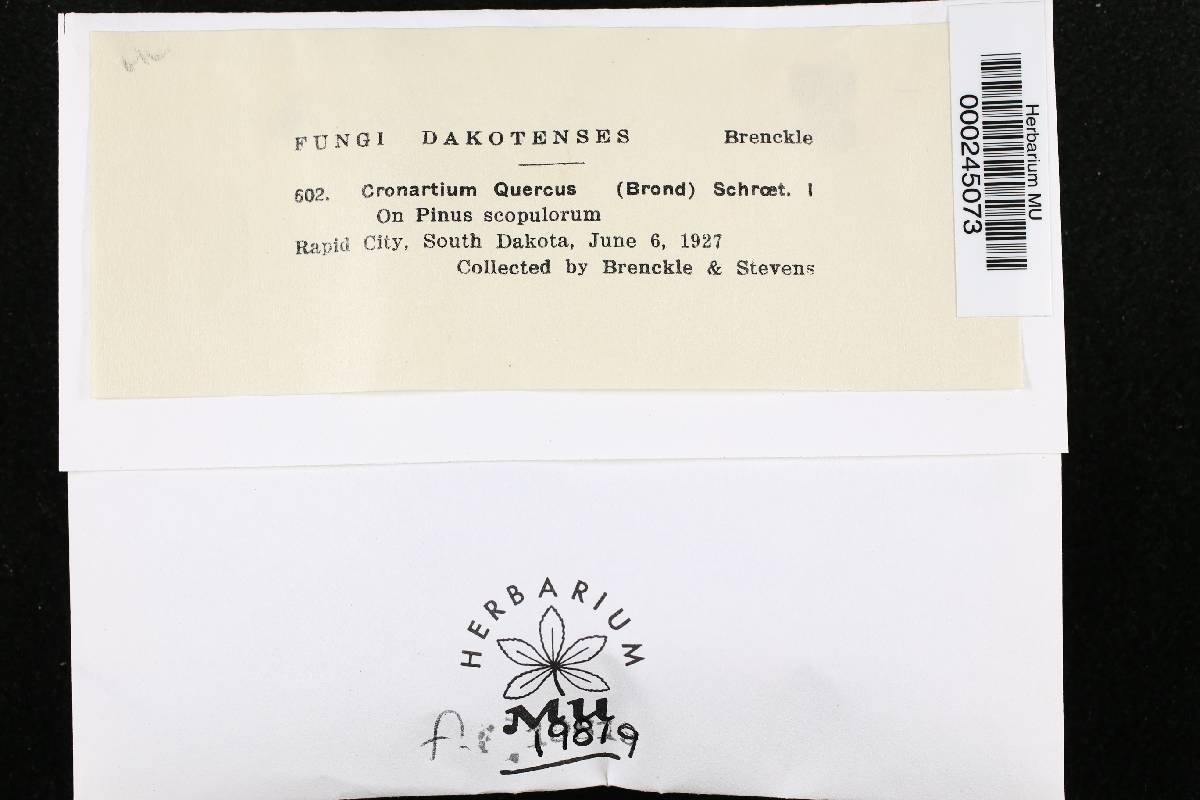 FUNGI DAKOTENSES Brenckle
602. Cronartium Quercus (Brond) Schrœt. I
On Pinus scopulorum
Rapid City, South Dakota, June 6, 1927
Collected by Brenckle & Stevens
Herbarium MU
000245073
HERBARIUM
MU
19819